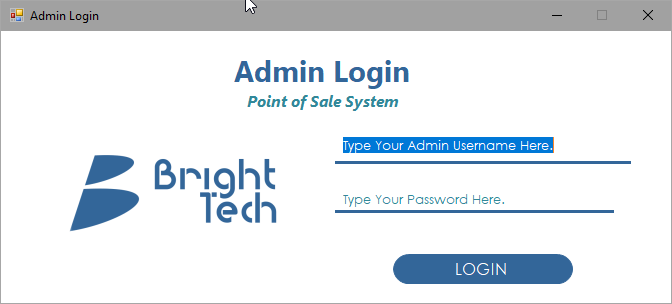 Admin Login
Admin Login
Point of Sale System
Type Your Admin Username Here.
Bright
Tech
Type Your Password Here.
LOGIN